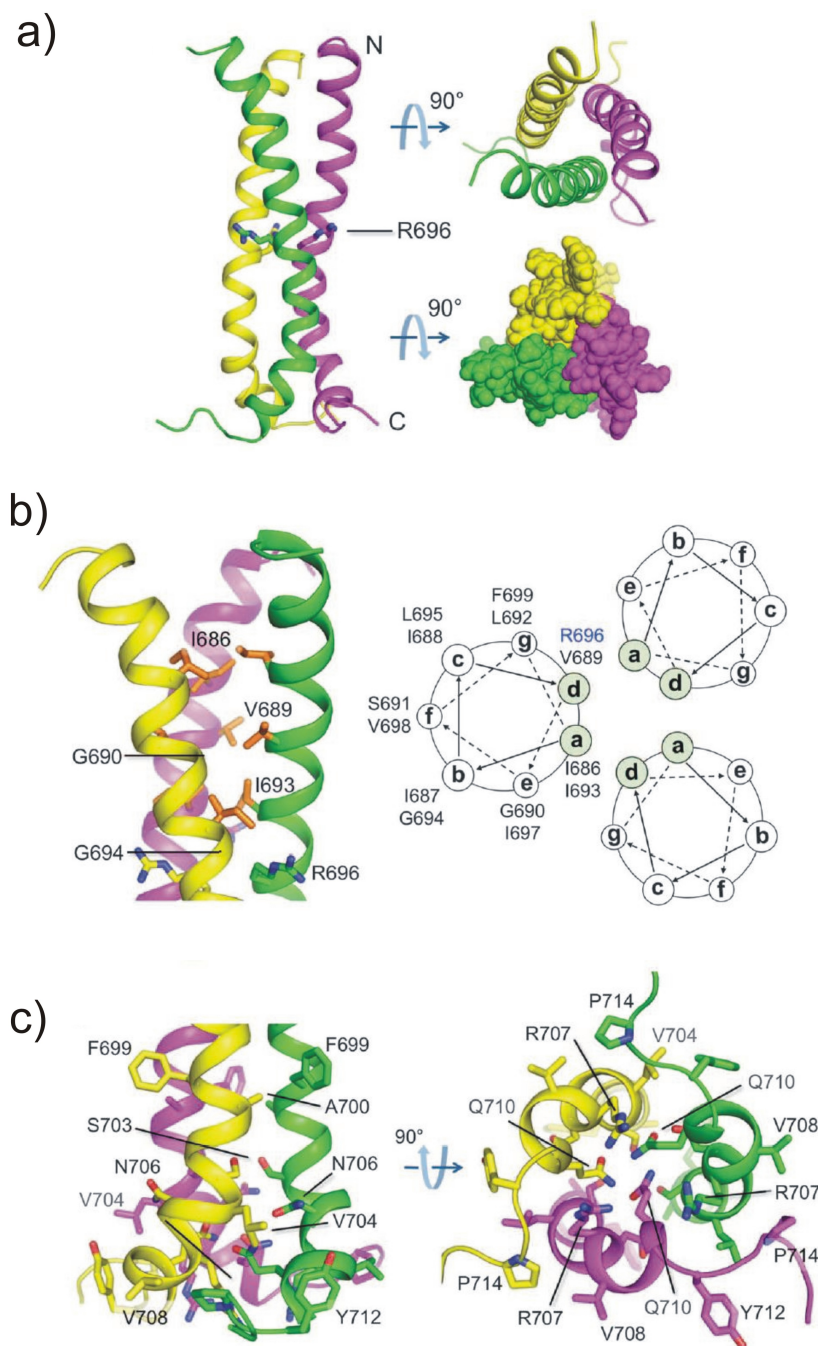 a)
N
90°
R696
90°
C
b)
I686
V689
G690
I693
G694
R696
F699
L695
L692
I688
R696
V689
S691
V698
I686
I693
I687
G690
G694
I697
c
g
d
f
a
b
e
b
f
e
c
a
d
g
a
d
e
g
b
c
f
c)
F699
F699
A700
S703
N706
N706
V704
V704
V708
Y712
90°
P714
R707
V704
Q710
Q710
V708
R707
P714
P714
R707
Q710
Y712
V708